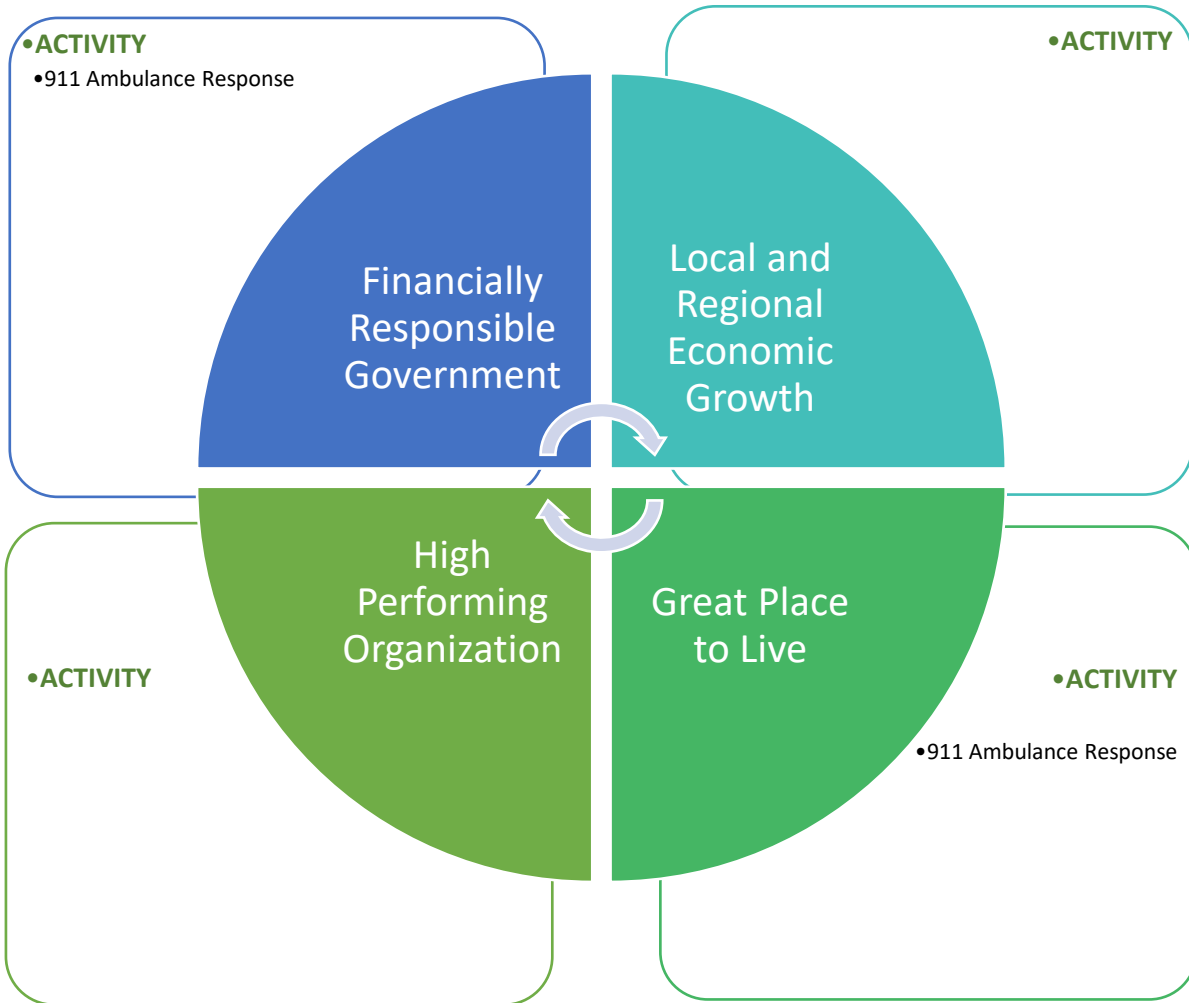 •ACTIVITY
•911 Ambulance Response
•ACTIVITY
Financially
Responsible
Government
Local and
Regional
Economic
Growth
High
Performing
Organization
Great Place
to Live
•ACTIVITY
•ACTIVITY
•911 Ambulance Response